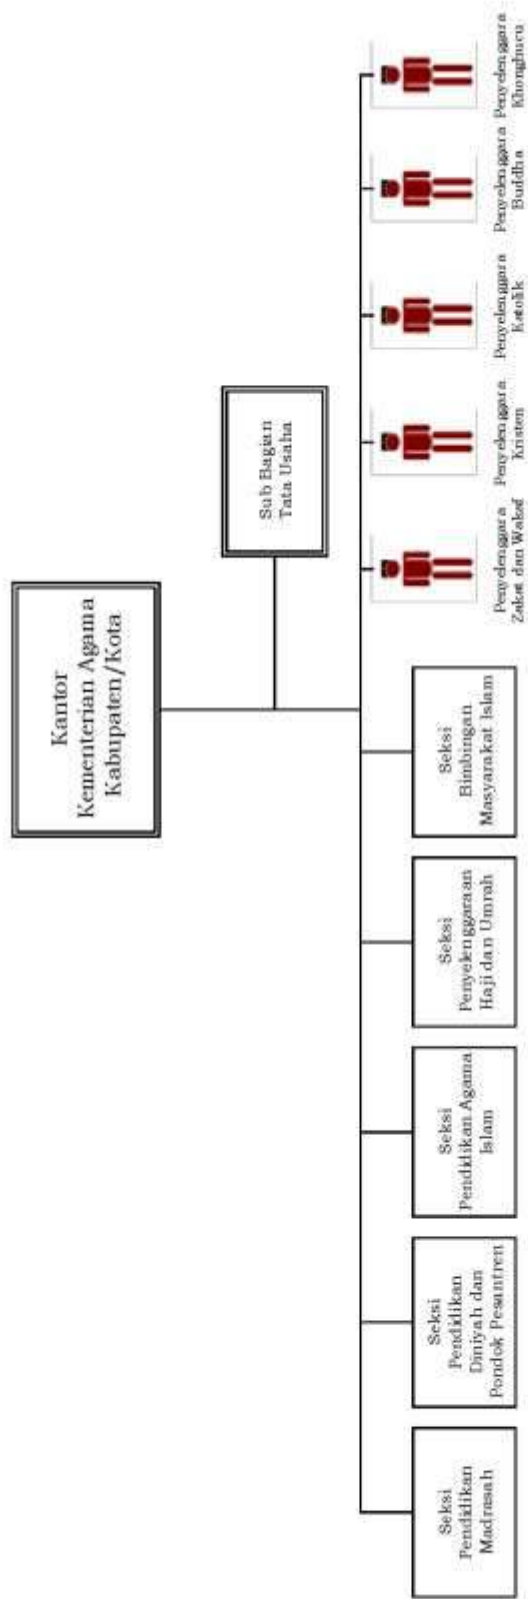 Kantor
Kementerian Agama
Kabupaten/Kota
Sub Bagian
Tata Usaha
Seksi
Pendidikan
Madrasah
Seksi
Pendidikan
Diniyah dan
Pondok Pesantren
Seksi
Pendidikan Agama
Islam
Seksi
Penyelenggaraan
Haji dan Umrah
Seksi
Bimbingan
Masyarakat Islam
Penyelenggara
Zakat dan Wakaf
Penyelenggara
Kristen
Penyelenggara
Katolik
Penyelenggara
Buddha
Penyelenggara
Khonghucu